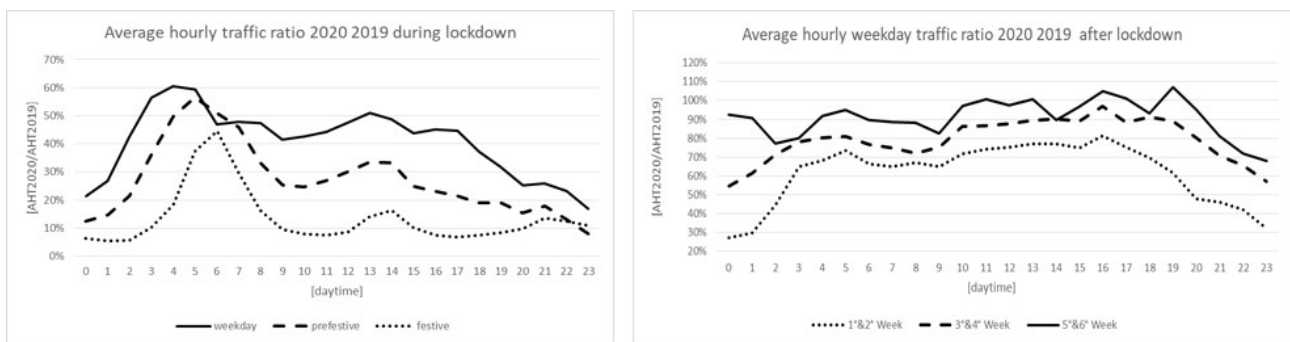 Average hourly traffic ratio 2020 2019 during lockdown
[AHT2020/AHT2019]
70%
60%
50%
40%
30%
20%
10%
0%
0 1 2 3 4 5 6 7 8 9 10 11 12 13 14 15 16 17 18 19 20 21 22 23
[daytime]
weekday prefestive festive
Average hourly weekday traffic ratio 2020 2019 after lockdown
[AHT2020/AHT2019]
120%
110%
100%
90%
80%
70%
60%
50%
40%
30%
20%
0 1 2 3 4 5 6 7 8 9 10 11 12 13 14 15 16 17 18 19 20 21 22 23
[daytime]
1°&2° Week 3°&4° Week 5°&6° Week